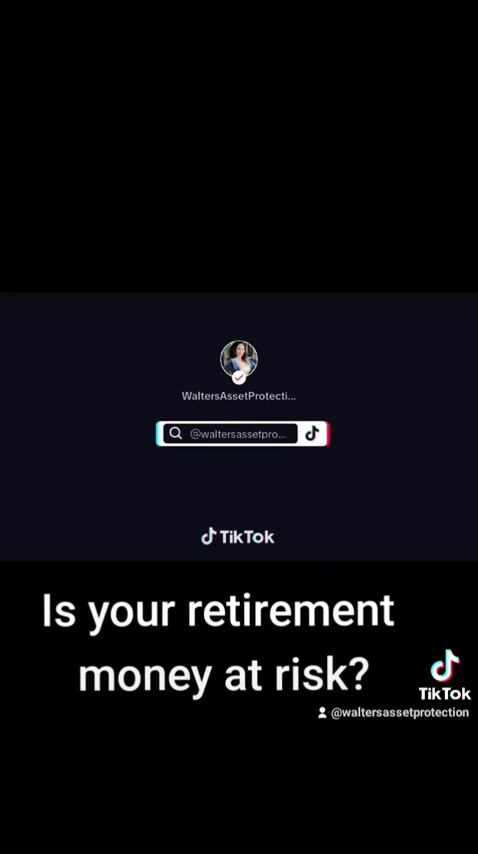 WaltersAssetProtecti...
@waltersassetpro...
TikTok
Is your retirement
money at risk?
TikTok
@waltersassetprotection